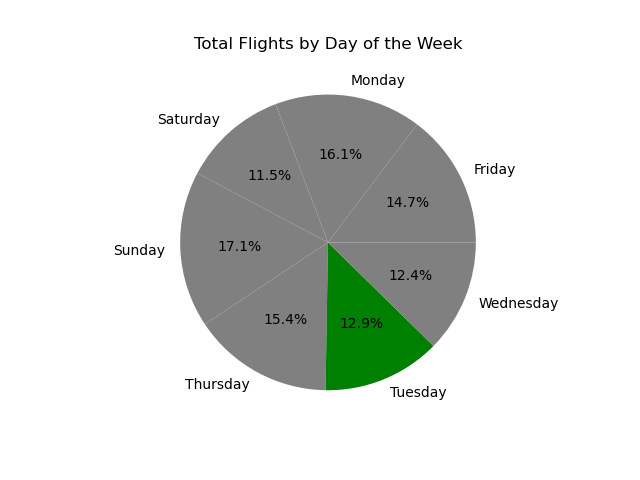 Total Flights by Day of the Week
Monday
Saturday
16.1%
Friday
11.5%
14.7%
Sunday
17.1%
12.4%
Wednesday
15.4%
12.9%
Thursday
Tuesday